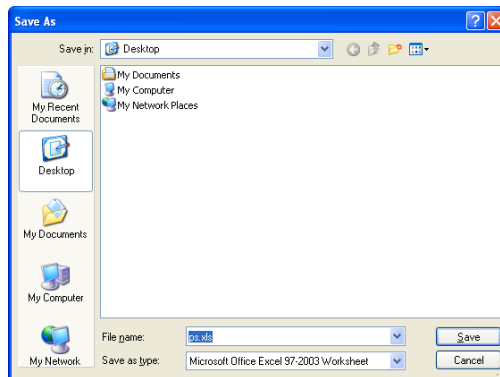 Save As
Save in:
Desktop
My Recent
Documents
Desktop
My Documents
My Computer
My Network
My Documents
My Computer
My Network Places
File name:
ps.xls
Save
Save as type:
Microsoft Office Excel 97-2003 Worksheet
Cancel